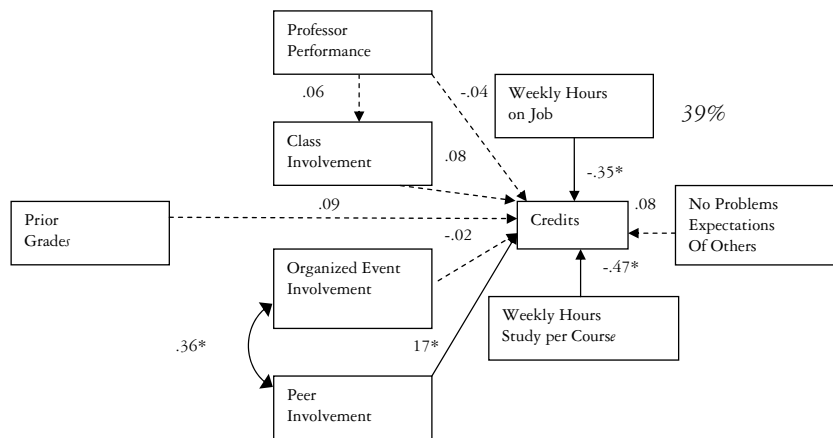 Professor
Performance
.06
-.04
Weekly Hours
on Job
39%
Class
Involvement
.08
-.35*
Prior
Grades
.09
Credits
.08
No Problems
Expectations
Of Others
-.02
Organized Event
Involvement
-.47*
Weekly Hours
Study per Course
.36*
17*
Peer
Involvement